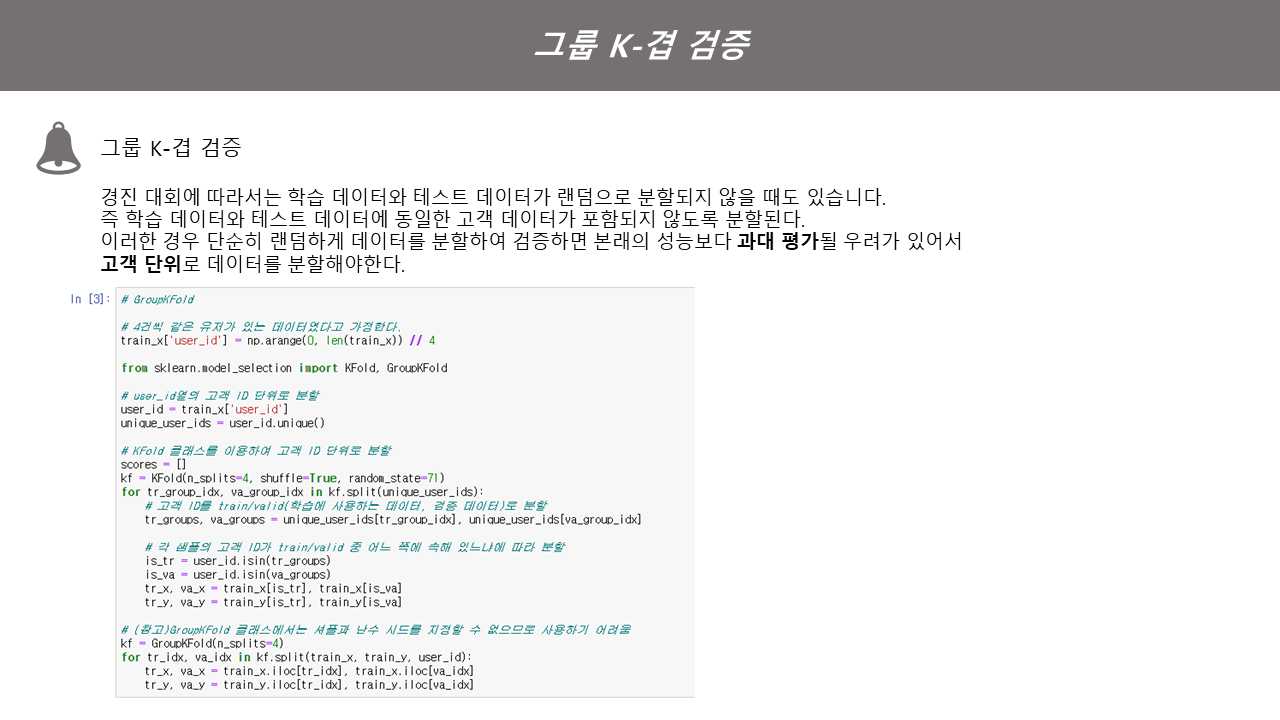 그룹 K-겹 검증
그룹 K-겹 검증
경진 대회에 따라서는 학습 데이터와 테스트 데이터가 랜덤으로 분할되지 않을 때도 있습니다.
즉 학습 데이터와 테스트 데이터에 동일한 고객 데이터가 포함되지 않도록 분할된다.
이러한 경우 단순히 랜덤하게 데이터를 분할하여 검증하면 본래의 성능보다 과대 평가될 우려가 있어서
고객 단위로 데이터를 분할해야한다.
In [3]: # GroupKFold
# 4건씩 같은 유저가 있는 데이터였다고 가정한다.
train_x['user_id'] = np.arange(0, len(train_x)) // 4
from sklearn.model_selection import KFold, GroupKFold
# user_id열의 고객 ID 단위로 분할
user_id = train_x['user_id']
unique_user_ids = user_id.unique()
# KFold 클래스를 이용하여 고객 ID 단위로 분할
scores = []
kf = KFold(n_splits=4, shuffle=True, random_state=71)
for tr_group_idx, va_group_idx in kf.split(unique_user_ids):
# 고객 ID를 train/valid(학습에 사용하는 데이터, 검증 데이터)로 분할
tr_groups, va_groups = unique_user_ids[tr_group_idx], unique_user_ids[va_group_idx]
# 각 샘플의 고객 ID가 train/valid 중 어느 쪽에 속해 있느냐에 따라 분할
is_tr = user_id.isin(tr_groups)
is_va = user_id.isin(va_groups)
tr_x, va_x = train_x[is_tr], train_x[is_va]
tr_y, va_y = train_y[is_tr], train_y[is_va]
# (참고)GroupKFold 클래스에서는 셔플과 난수 시드를 지정할 수 없으므로 사용하기 어려움
kf = GroupKFold(n_splits=4)
for tr_idx, va_idx in kf.split(train_x, train_y, user_id):
tr_x, va_x = train_x.iloc[tr_idx], train_x.iloc[va_idx]
tr_y, va_y = train_y.iloc[tr_idx], train_y.iloc[va_idx]